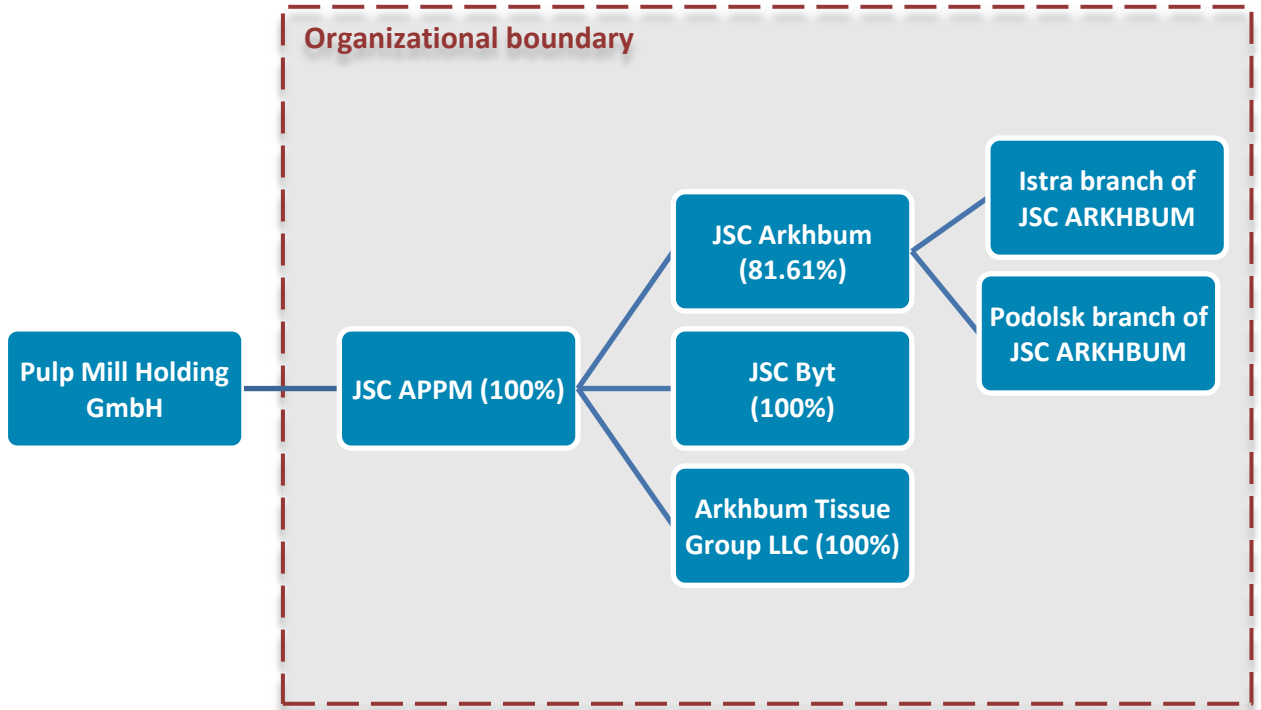 Organizational boundary
Pulp Mill Holding
GmbH
JSC APPM (100%)
JSC Arkhbum
(81.61%)
JSC Byt
(100%)
Arkhbum Tissue
Group LLC (100%)
Istra branch of
JSC ARKHBUM
Podolsk branch of
JSC ARKHBUM